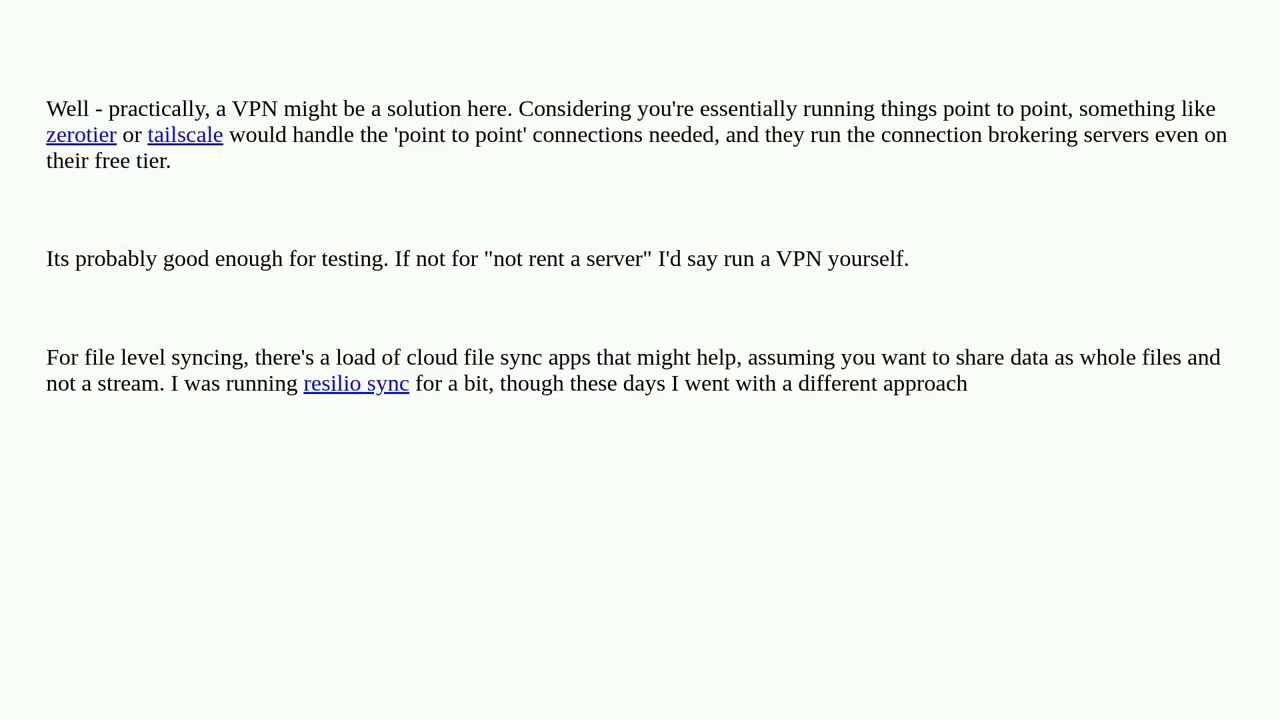 Well - practically, a VPN might be a solution here. Considering you're essentially running things point to point, something like
zerotier or tailscale would handle the 'point to point' connections needed, and they run the connection brokering servers even on
their free tier.
Its probably good enough for testing. If not for "not rent a server" I'd say run a VPN yourself.
For file level syncing, there's a load of cloud file sync apps that might help, assuming you want to share data as whole files and
not a stream. I was running resilio sync for a bit, though these days I went with a different approach